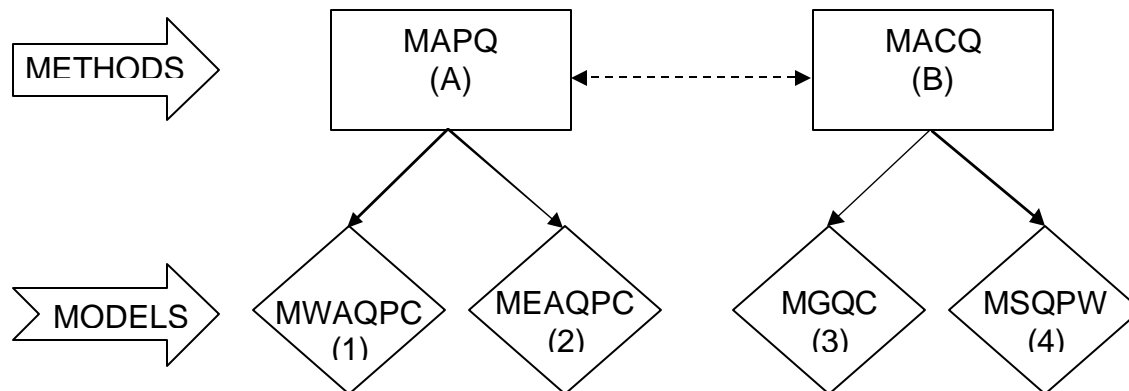 METHODS
MAPQ
(A)
MACQ
(B)
MODELS
MWAQPC
(1)
MEAQPC
(2)
MGQC
(3)
MSQPW
(4)